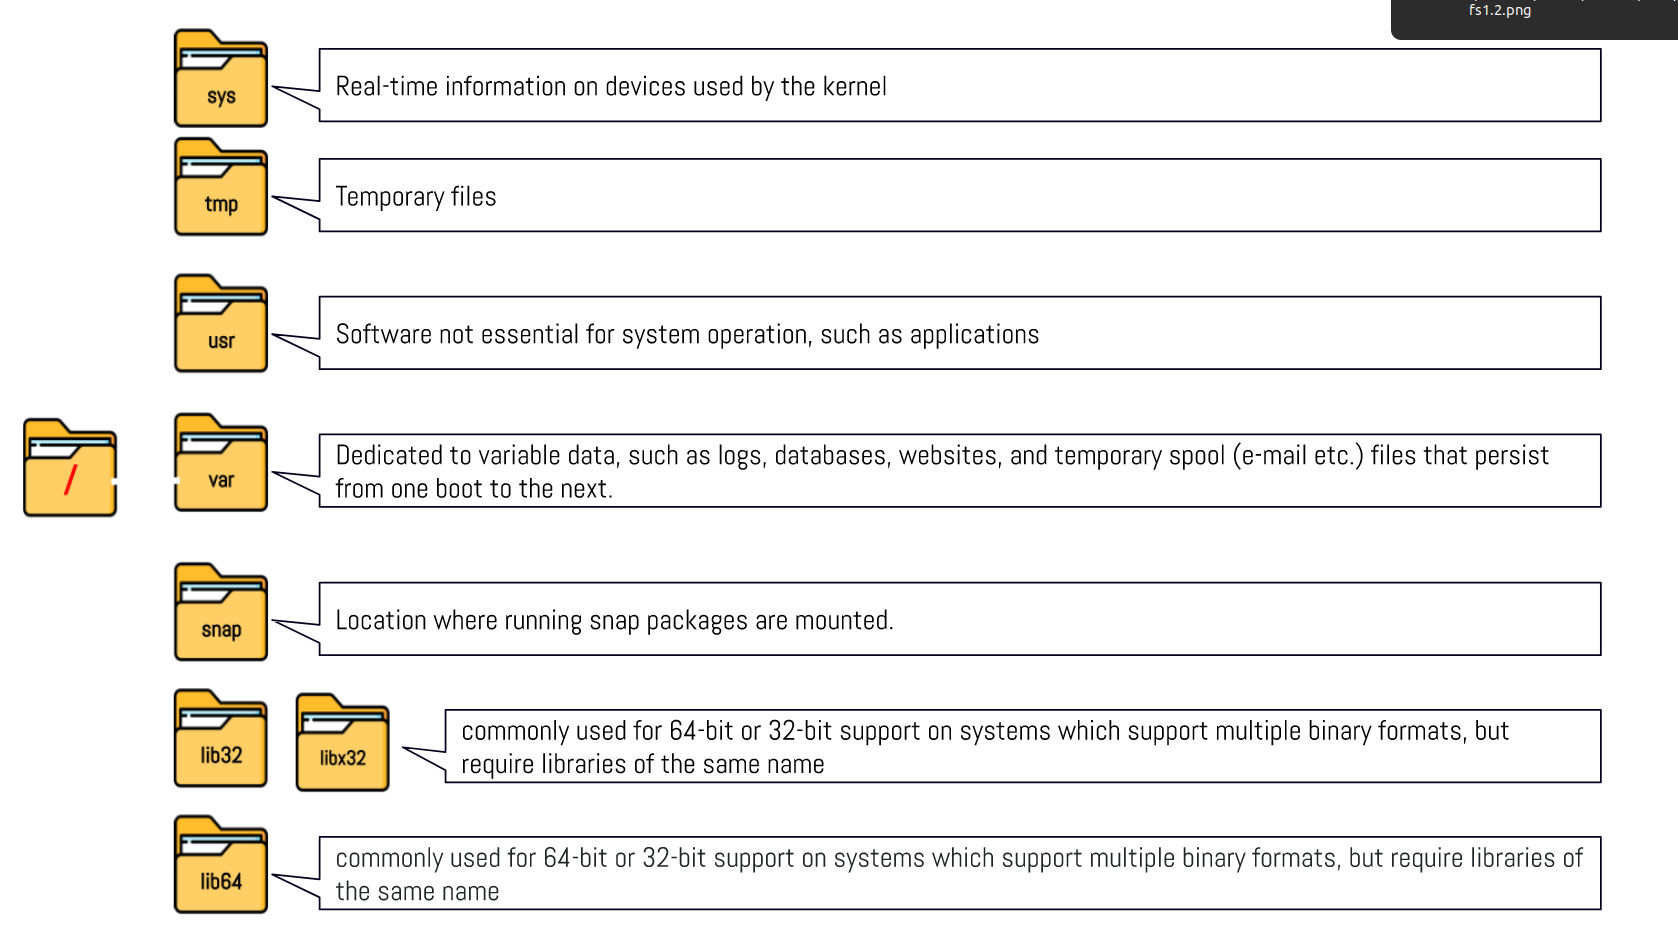 fs1.2.png
sys
Real-time information on devices used by the kernel
tmp
Temporary files
usr
Software not essential for system operation, such as applications
/
var
Dedicated to variable data, such as logs, databases, websites, and temporary spool (e-mail etc.) files that persist
from one boot to the next.
snap
Location where running snap packages are mounted.
lib32
libx32
commonly used for 64-bit or 32-bit support on systems which support multiple binary formats, but
require libraries of the same name
lib64
commonly used for 64-bit or 32-bit support on systems which support multiple binary formats, but require libraries of
the same name